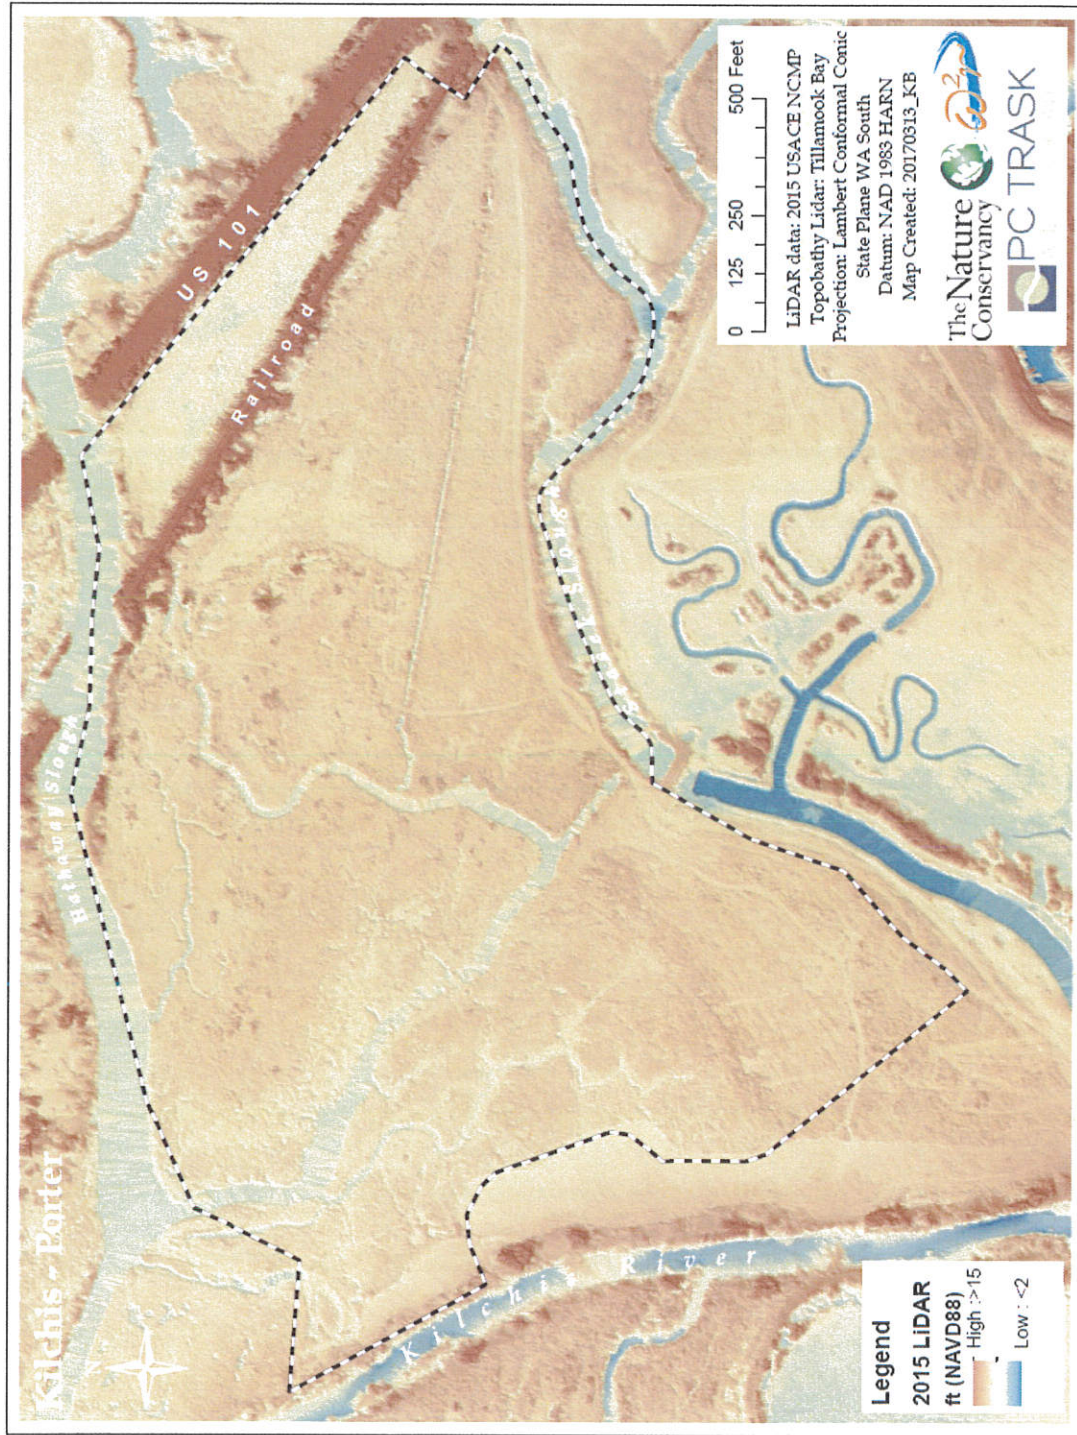 Kilchis - Porter
N
Hathaway Slough
US 101
Railroad
Kilchis River
Legend
2015 LiDAR
ft (NAVD88)
High : >15
Low : <2
0 125 250 500 Feet
LiDAR data: 2015 USACE NCMP
Topobathy Lidar: Tillamook Bay
Projection: Lambert Conformal Conic
State Plane WA South
Datum: NAD 1983 HARN
Map Created: 20170313_KB
The Nature
Conservancy
PC TRASK